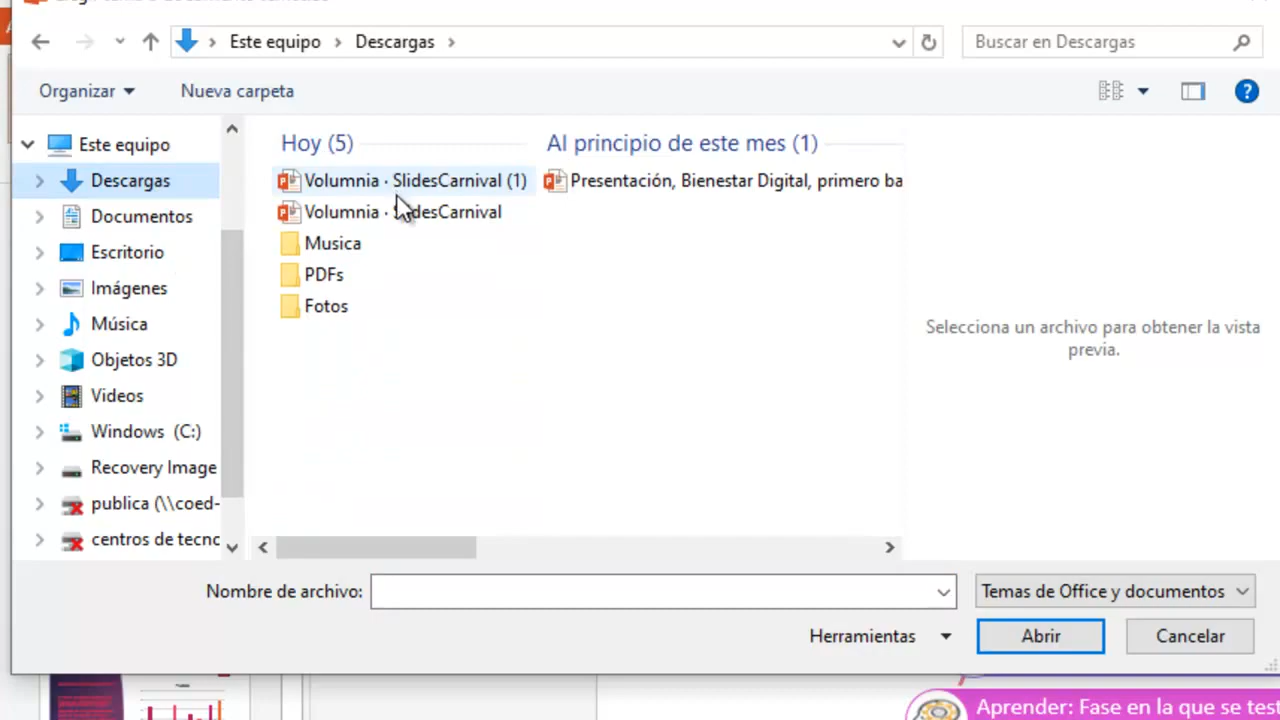 Este equipo > Descargas >
Buscar en Descargas
Organizar
Nueva carpeta
Este equipo
Descargas
Documentos
Escritorio
Imágenes
Música
Objetos 3D
Videos
Windows (C:)
Recovery Image
publica (\\coed-
centros de tecno
Hoy (5)
Volumnia · SlidesCarnival (1)
Volumnia · SlidesCarnival
Musica
PDFs
Fotos
Al principio de este mes (1)
Presentación, Bienestar Digital, primero ba
Selecciona un archivo para obtener la vista
previa.
Nombre de archivo:
Temas de Office y documentos
Herramientas
Abrir
Cancelar
Aprender: Fase en la que se test